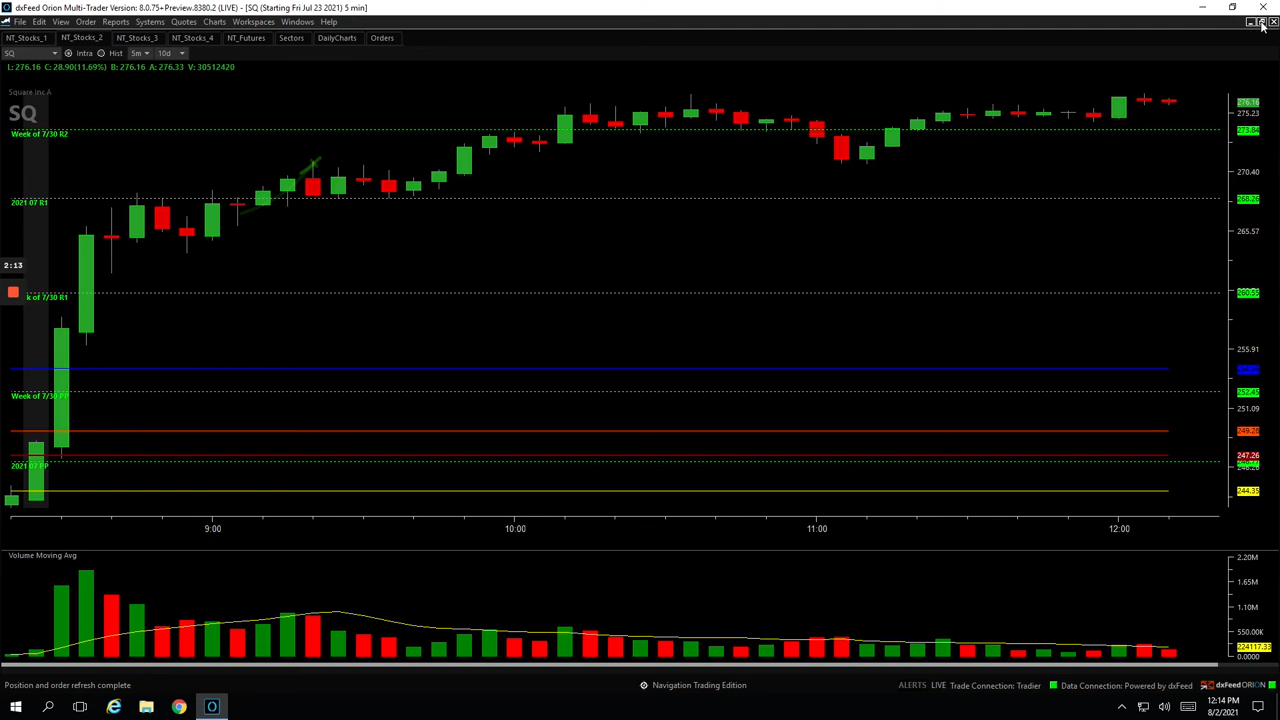 dxFeed Orion Multi-Trader Version: 8.0.75+Preview.8380.2 (LIVE) - [SQ (Starting Fri Jul 23 2021) 5 min]
File Edit View Order Reports Systems Quotes Charts Workspaces Windows Help
NT_Stocks_1 NT_Stocks_2 NT_Stocks_3 NT_Stocks_4 NT_Futures Sectors DailyCharts Orders
SQ Intra Hist 5m 10d
L: 276.16 C: 28.90(11.69%) B: 276.16 A: 276.33 V: 30512420
Square Inc A
SQ
276.16
275.23
Week of 7/30 R2
273.84
270.40
2021 07 R1
268.26
265.57
2:13
k of 7/30 R1
260.95
255.91
Week of 7/30 PP
252.45
251.09
249.26
247.26
2021 07 PP
244.35
9:00 10:00 11:00 12:00
Volume Moving Avg
2.20M
1.65M
1.10M
550.00K
224117.33
0.0000
Position and order refresh complete Navigation Trading Edition ALERTS LIVE Trade Connection: Tradier Data Connection: Powered by dxFeed dxFeed ORION
12:14 PM
8/2/2021